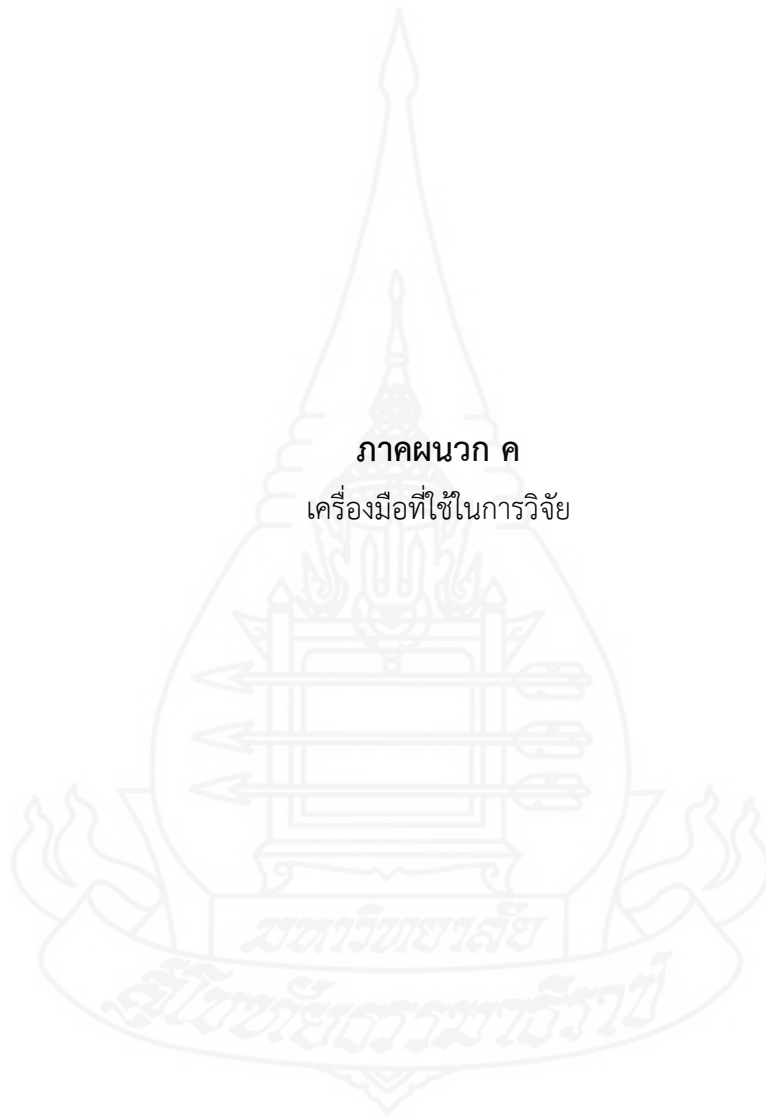 ภาคผนวก ค
เครื่องมือที่ใช้ในการวิจัย
มหาวิทยาลัย
สุโขทัยธรรมาธิราช